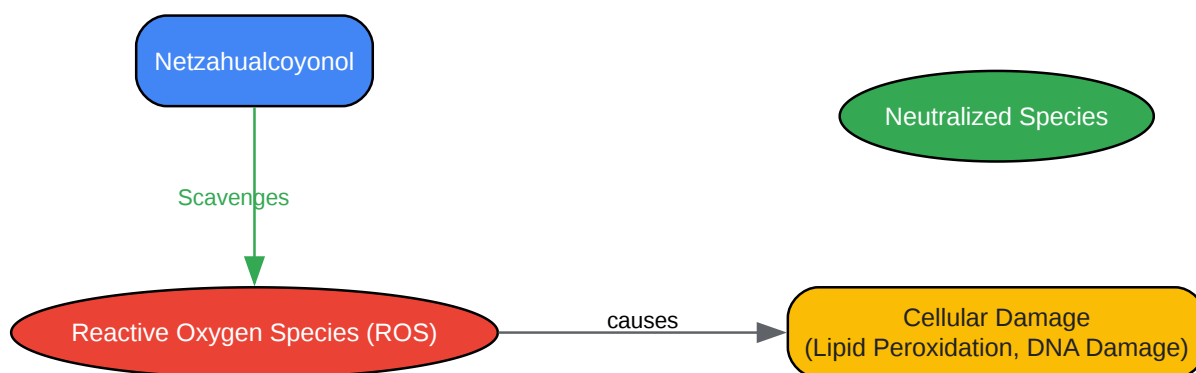 Netzahualcoyonol
Neutralized Species
Scavenges
Reactive Oxygen Species (ROS)
causes
Cellular Damage
(Lipid Peroxidation, DNA Damage)